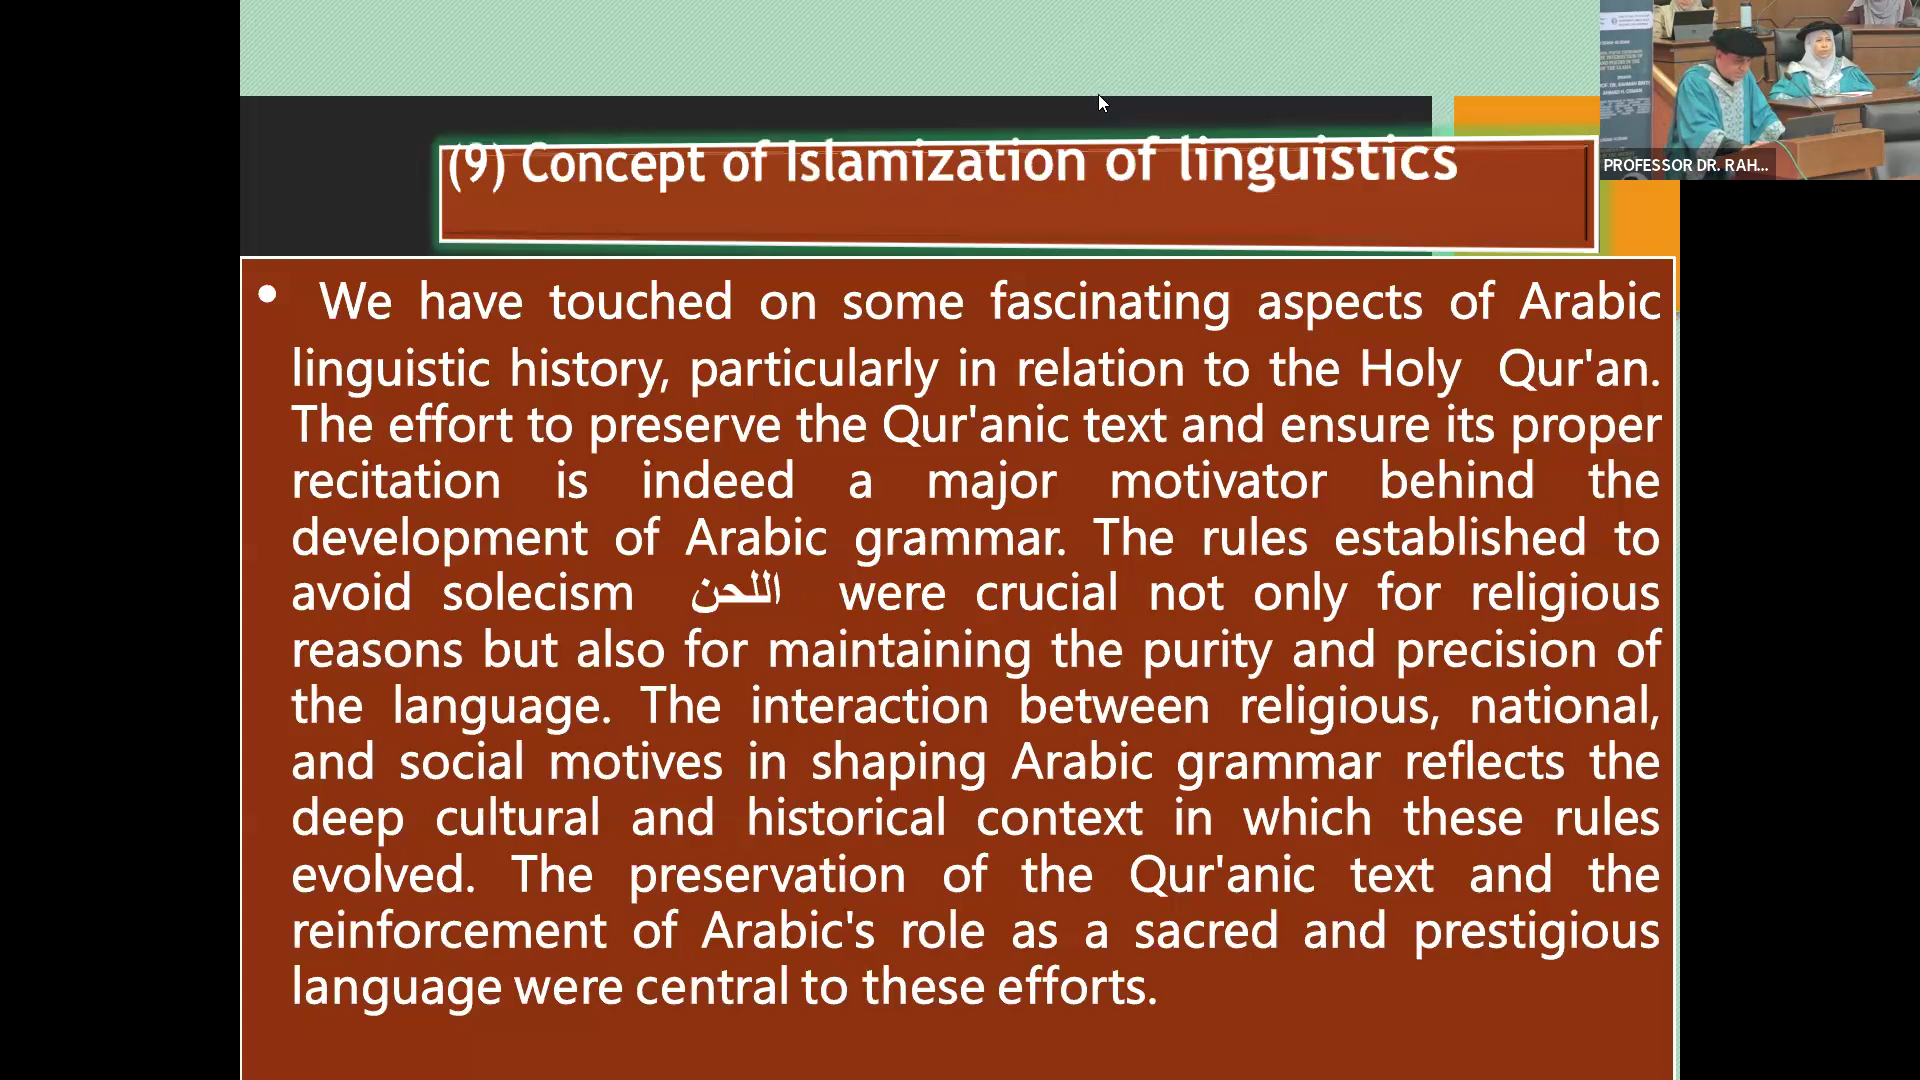 (9) Concept of Islamization of linguistics
PROFESSOR DR. RAH...
• We have touched on some fascinating aspects of Arabic
linguistic history, particularly in relation to the Holy Qur'an.
The effort to preserve the Qur'anic text and ensure its proper
recitation is indeed a major motivator behind the
development of Arabic grammar. The rules established to
avoid solecism اللحن were crucial not only for religious
reasons but also for maintaining the purity and precision of
the language. The interaction between religious, national,
and social motives in shaping Arabic grammar reflects the
deep cultural and historical context in which these rules
evolved. The preservation of the Qur'anic text and the
reinforcement of Arabic's role as a sacred and prestigious
language were central to these efforts.